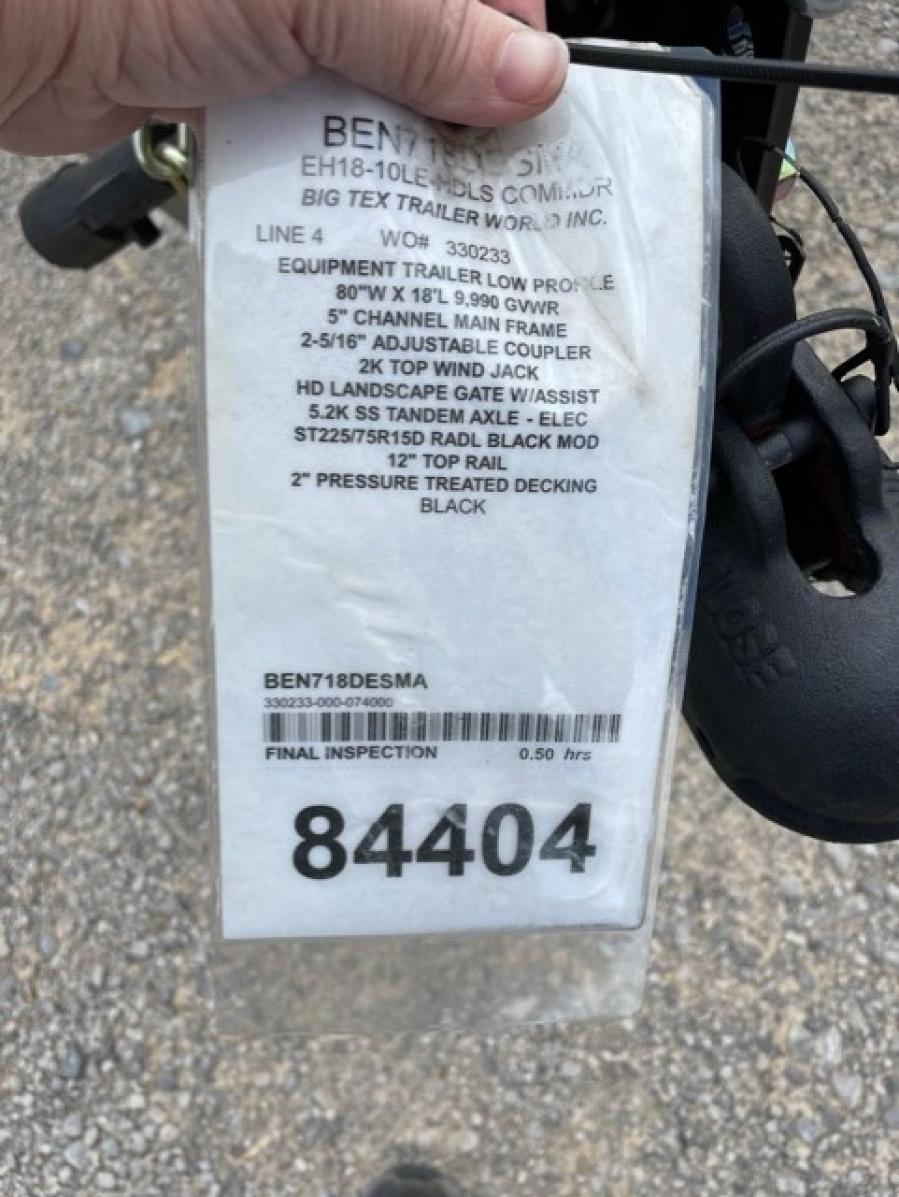 BEN718DESMA
EH18-10LE-HDLS COMMDR
BIG TEX TRAILER WORLD INC.
LINE 4 WO# 330233
EQUIPMENT TRAILER LOW PROFILE
80"W X 18'L 9,990 GVWR
5" CHANNEL MAIN FRAME
2-5/16" ADJUSTABLE COUPLER
2K TOP WIND JACK
HD LANDSCAPE GATE W/ASSIST
5.2K SS TANDEM AXLE - ELEC
ST225/75R15D RADL BLACK MOD
12" TOP RAIL
2" PRESSURE TREATED DECKING
BLACK
BEN718DESMA
330233-000-074000
FINAL INSPECTION 0.50 hrs
84404